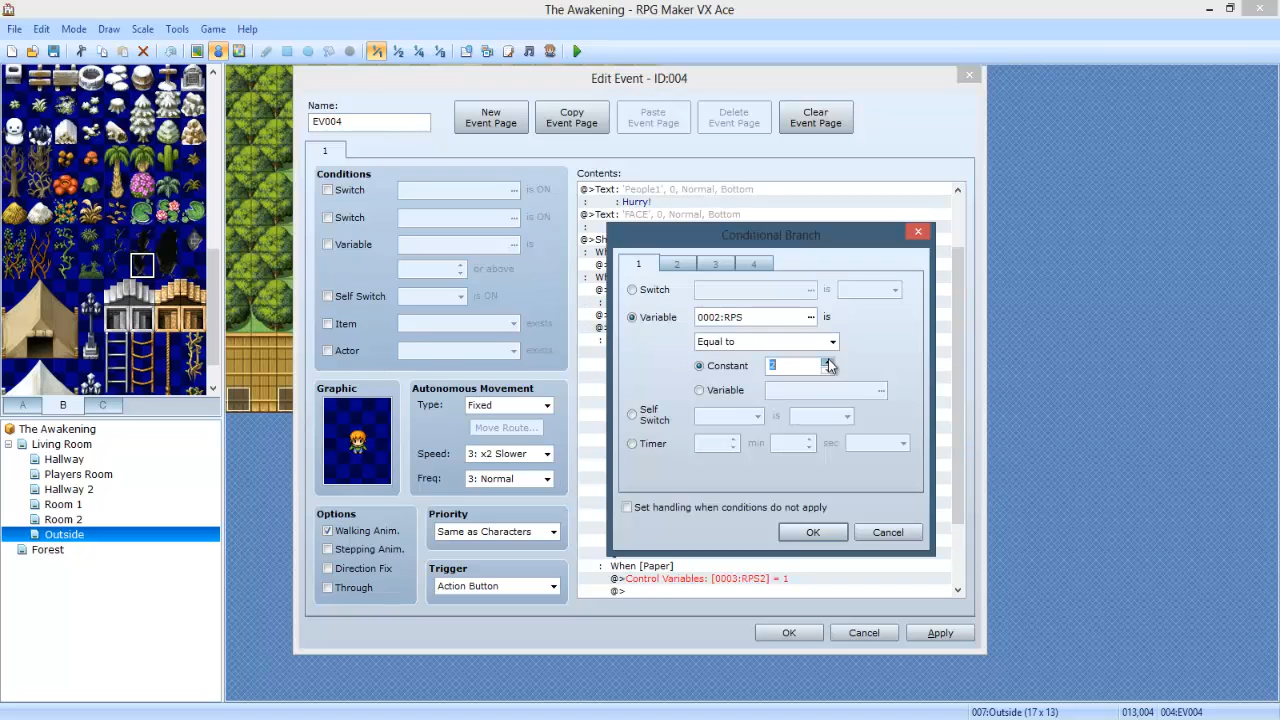 The Awakening - RPG Maker VX Ace
File Edit Mode Draw Scale Tools Game Help
Edit Event - ID:004
Name:
EV004
New Event Page
Copy Event Page
Paste Event Page
Delete Event Page
Clear Event Page
1
Conditions
Switch ... is ON
Switch ... is ON
Variable ... is
or above
Self Switch is ON
Item exists
Actor exists
Graphic
Autonomous Movement
Type: Fixed
Move Route...
Speed: 3: x2 Slower
Freq: 3: Normal
Options
Walking Anim.
Stepping Anim.
Direction Fix
Through
Priority
Same as Characters
Trigger
Action Button
Contents:
@>Text: 'People1', 0, Normal, Bottom
: : Hurry!
@>Text: 'FACE', 0, Normal, Bottom
:
@>Sh
: Wh
@>
: Wh
@>
:
@>
@>
:
Conditional Branch
1 2 3 4
Switch ... is
Variable 0002:RPS ... is
Equal to
Constant 2
Variable ...
Self Switch is
Timer min sec
Set handling when conditions do not apply
OK Cancel
: When [Paper]
@>Control Variables: [0003:RPS2] = 1
@>
OK Cancel Apply
A B C
The Awakening
Living Room
Hallway
Players Room
Hallway 2
Room 1
Room 2
Outside
Forest
007:Outside (17 x 13) 013,004 004:EV004